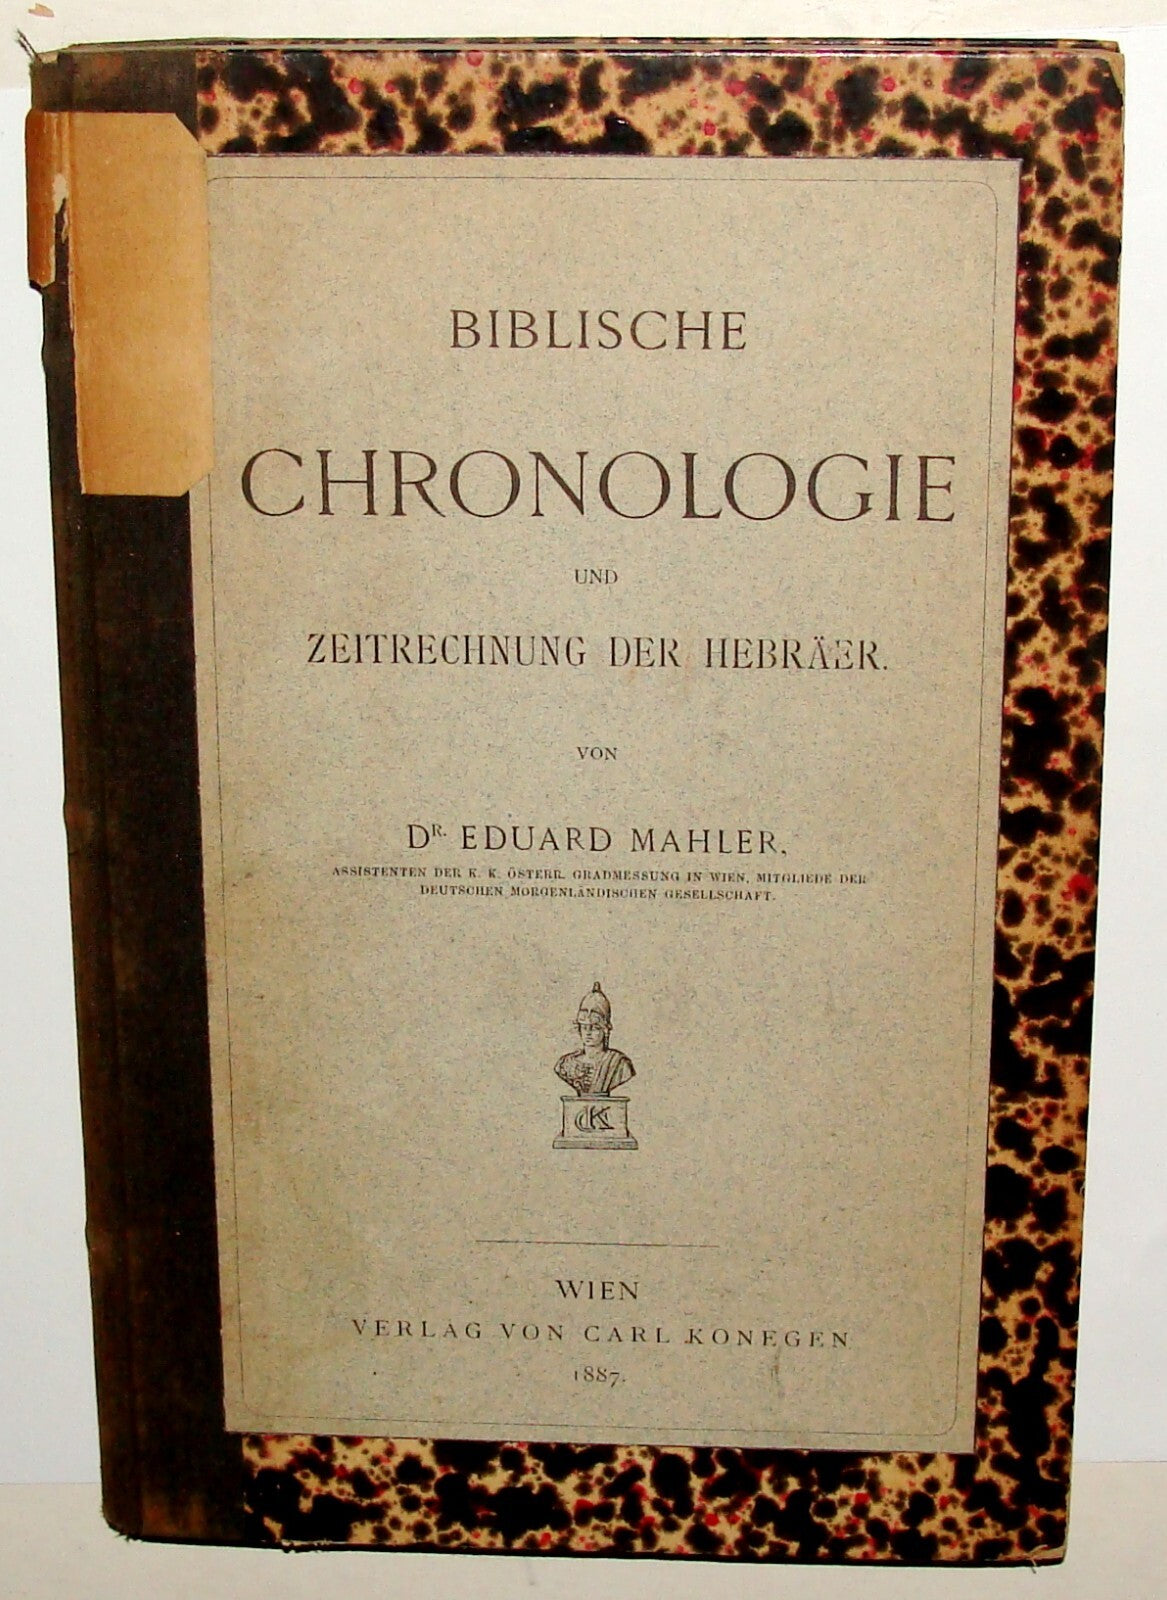 BIBLISCHE
CHRONOLOGIE
UND
ZEITRECHNUNG DER HEBRÄER.
VON
DR. EDUARD MAHLER,
ASSISTENTEN DER K. K. ÖSTERR. GRADMESSUNG IN WIEN, MITGLIEDE DER
DEUTSCHEN MORGENLÄNDISCHEN GESELLSCHAFT.
CK
WIEN
VERLAG VON CARL KONEGEN
1887.